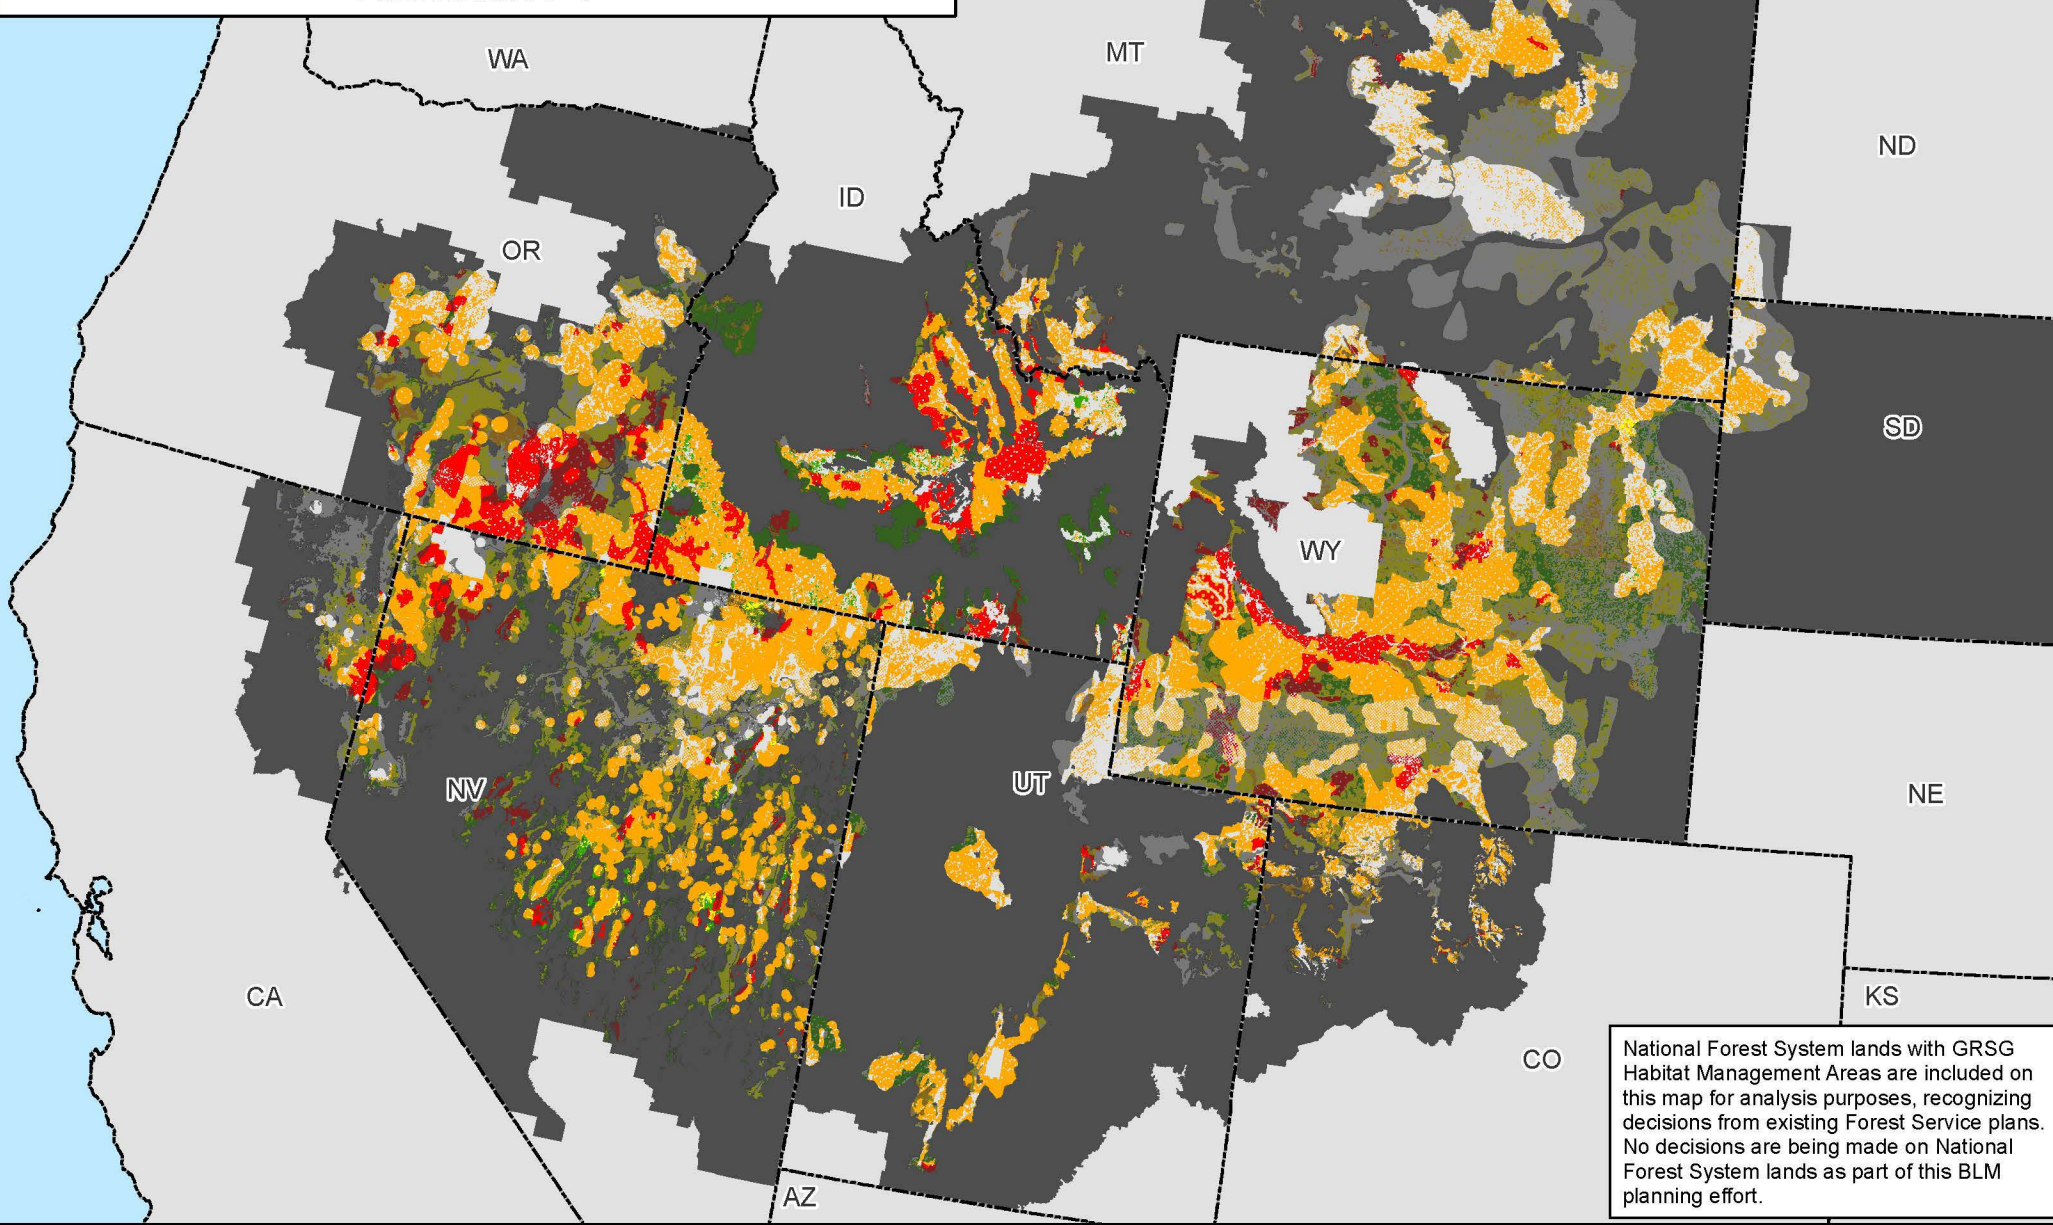 WA
MT
ND
ID
OR
SD
WY
NV
UT
NE
CA
KS
CO
AZ
National Forest System lands with GRSG
Habitat Management Areas are included on
this map for analysis purposes, recognizing
decisions from existing Forest Service plans.
No decisions are being made on National
Forest System lands as part of this BLM
planning effort.